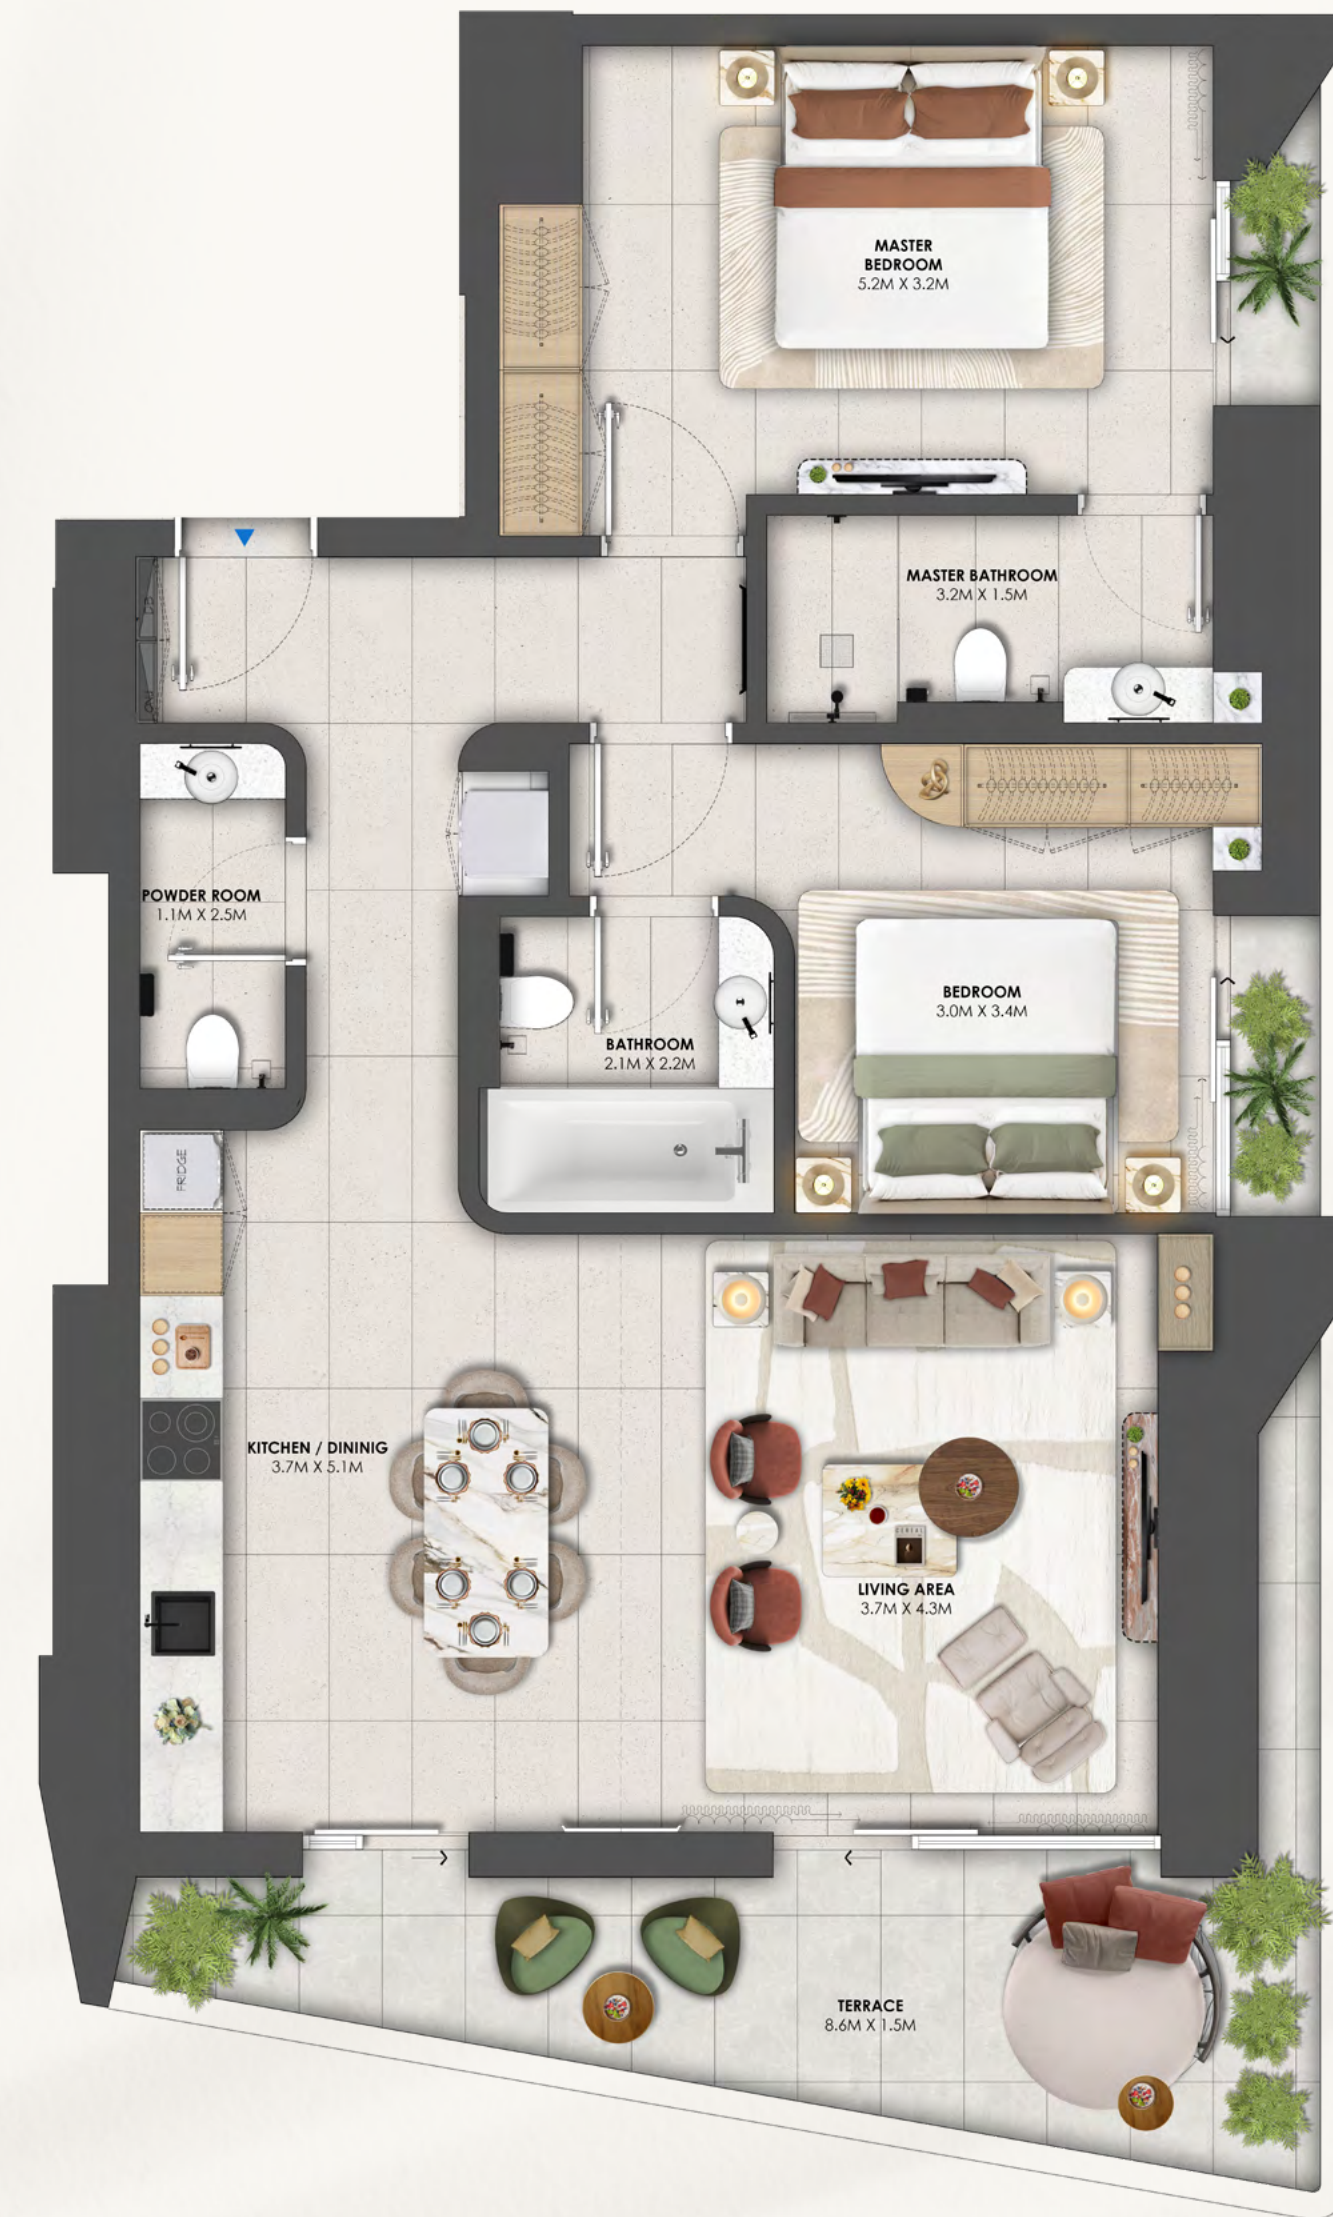 MASTER
BEDROOM
5.2M X 3.2M
MASTER BATHROOM
3.2M X 1.5M
POWDER ROOM
1.1M X 2.5M
BEDROOM
3.0M X 3.4M
BATHROOM
2.1M X 2.2M
FRIDGE
KITCHEN / DININIG
3.7M X 5.1M
LIVING AREA
3.7M X 4.3M
TERRACE
8.6M X 1.5M